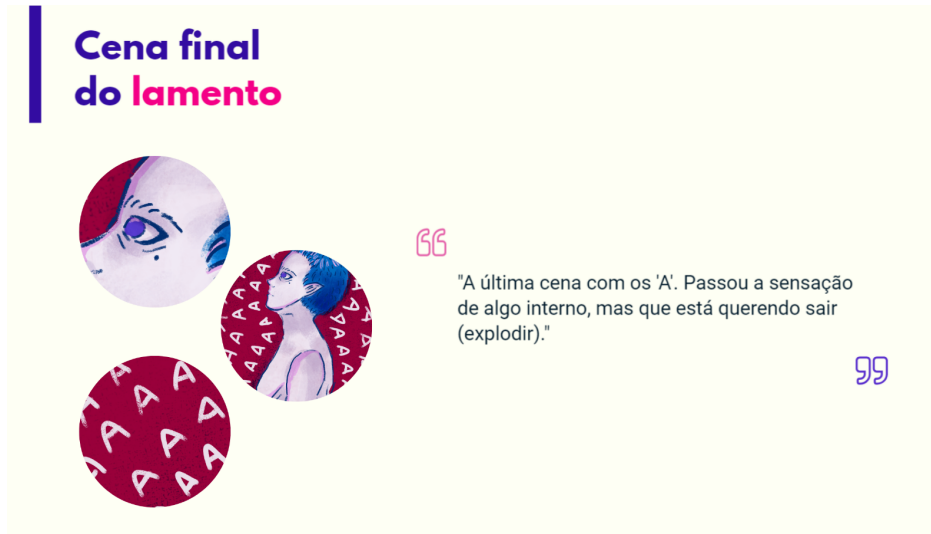 Cena final
do lamento
"A última cena com os 'A'. Passou a sensação
de algo interno, mas que está querendo sair
(explodir)."
A A A A A A A A A A